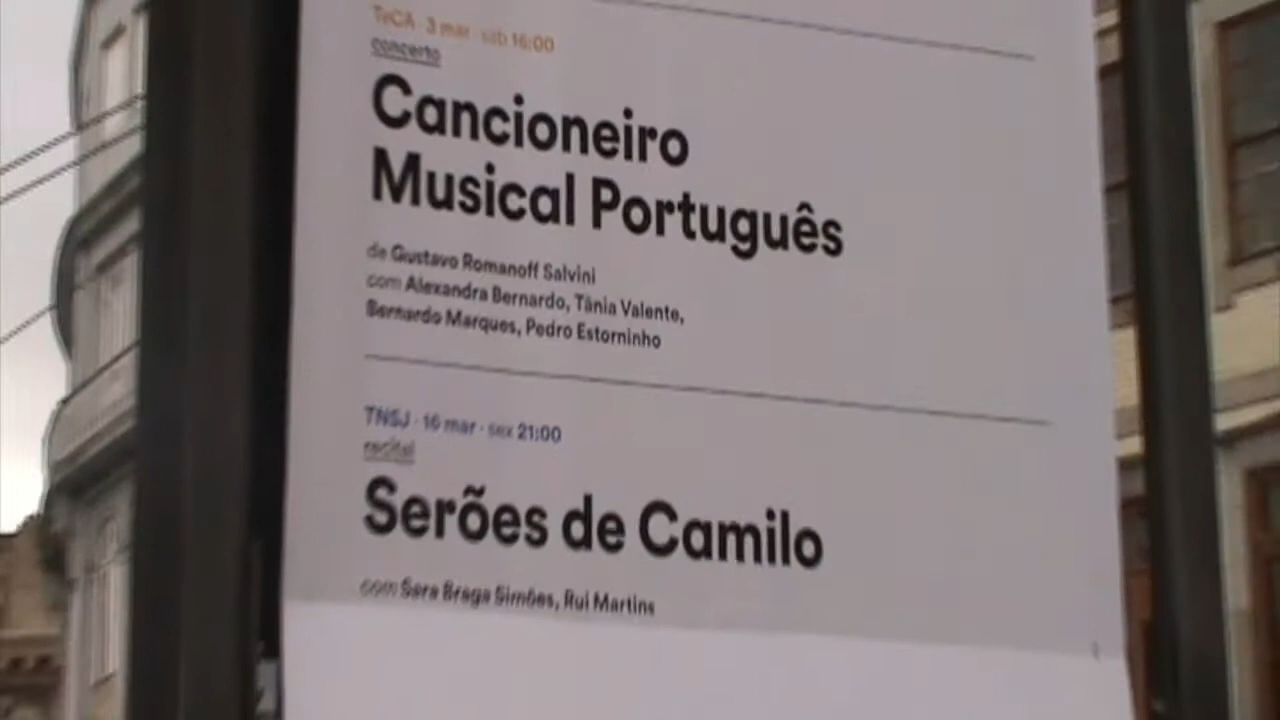 TeCA · 3 mar · sáb 16:00
concerto
Cancioneiro
Musical Português
de Gustavo Romanoff Salvini
com Alexandra Bernardo, Tânia Valente,
Bernardo Marques, Pedro Estorninho
TNSJ · 16 mar · sex 21:00
recital
Serões de Camilo
com Sara Braga Simões, Rui Martins